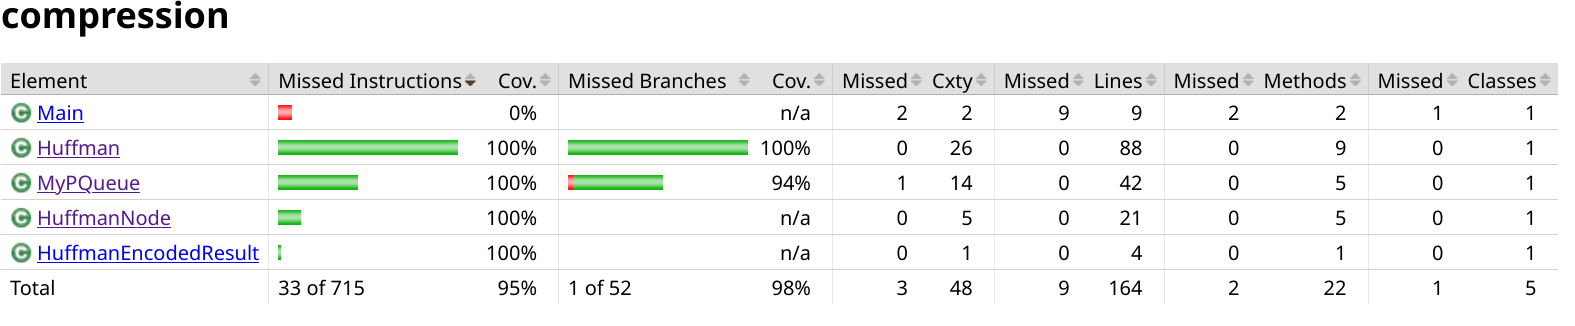 compression
Element Missed Instructions Cov. Missed Branches Cov. Missed Cxty Missed Lines Missed Methods Missed Classes
C Main 0% n/a 2 2 9 9 2 2 1 1
C Huffman 100% 100% 0 26 0 88 0 9 0 1
C MyPQueue 100% 94% 1 14 0 42 0 5 0 1
C HuffmanNode 100% n/a 0 5 0 21 0 5 0 1
C HuffmanEncodedResult 100% n/a 0 1 0 4 0 1 0 1
Total 33 of 715 95% 1 of 52 98% 3 48 9 164 2 22 1 5